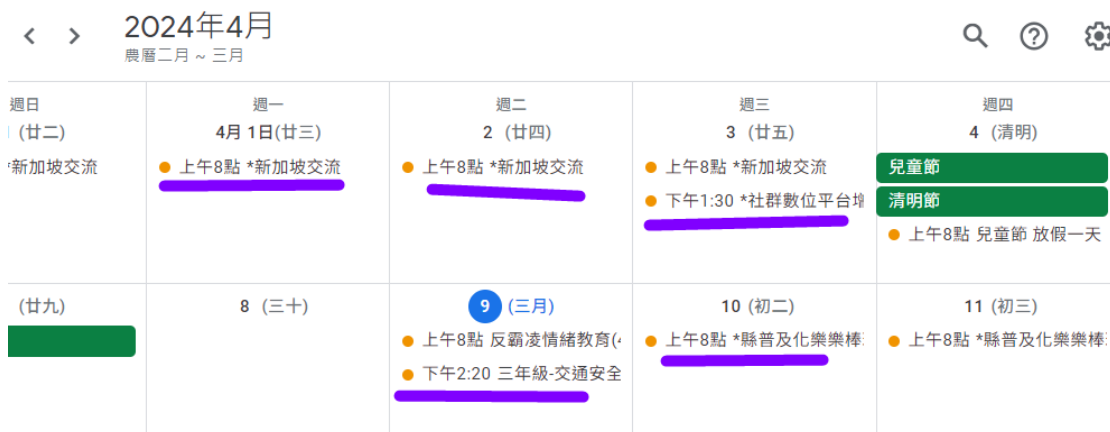 2024年4月
農曆二月 ~ 三月
週日
週一
週二
週三
週四
(廿二)
4月 1日(廿三)
2 (廿四)
3 (廿五)
4 (清明)
*新加坡交流
上午8點 *新加坡交流
上午8點 *新加坡交流
上午8點 *新加坡交流
兒童節
下午1:30 *社群數位平台增
清明節
上午8點 兒童節 放假一天
(廿九)
8 (三十)
9 (三月)
10 (初二)
11 (初三)
上午8點 反霸凌情緒教育(4
上午8點 *縣普及化樂樂棒
上午8點 *縣普及化樂樂棒
下午2:20 三年級-交通安全